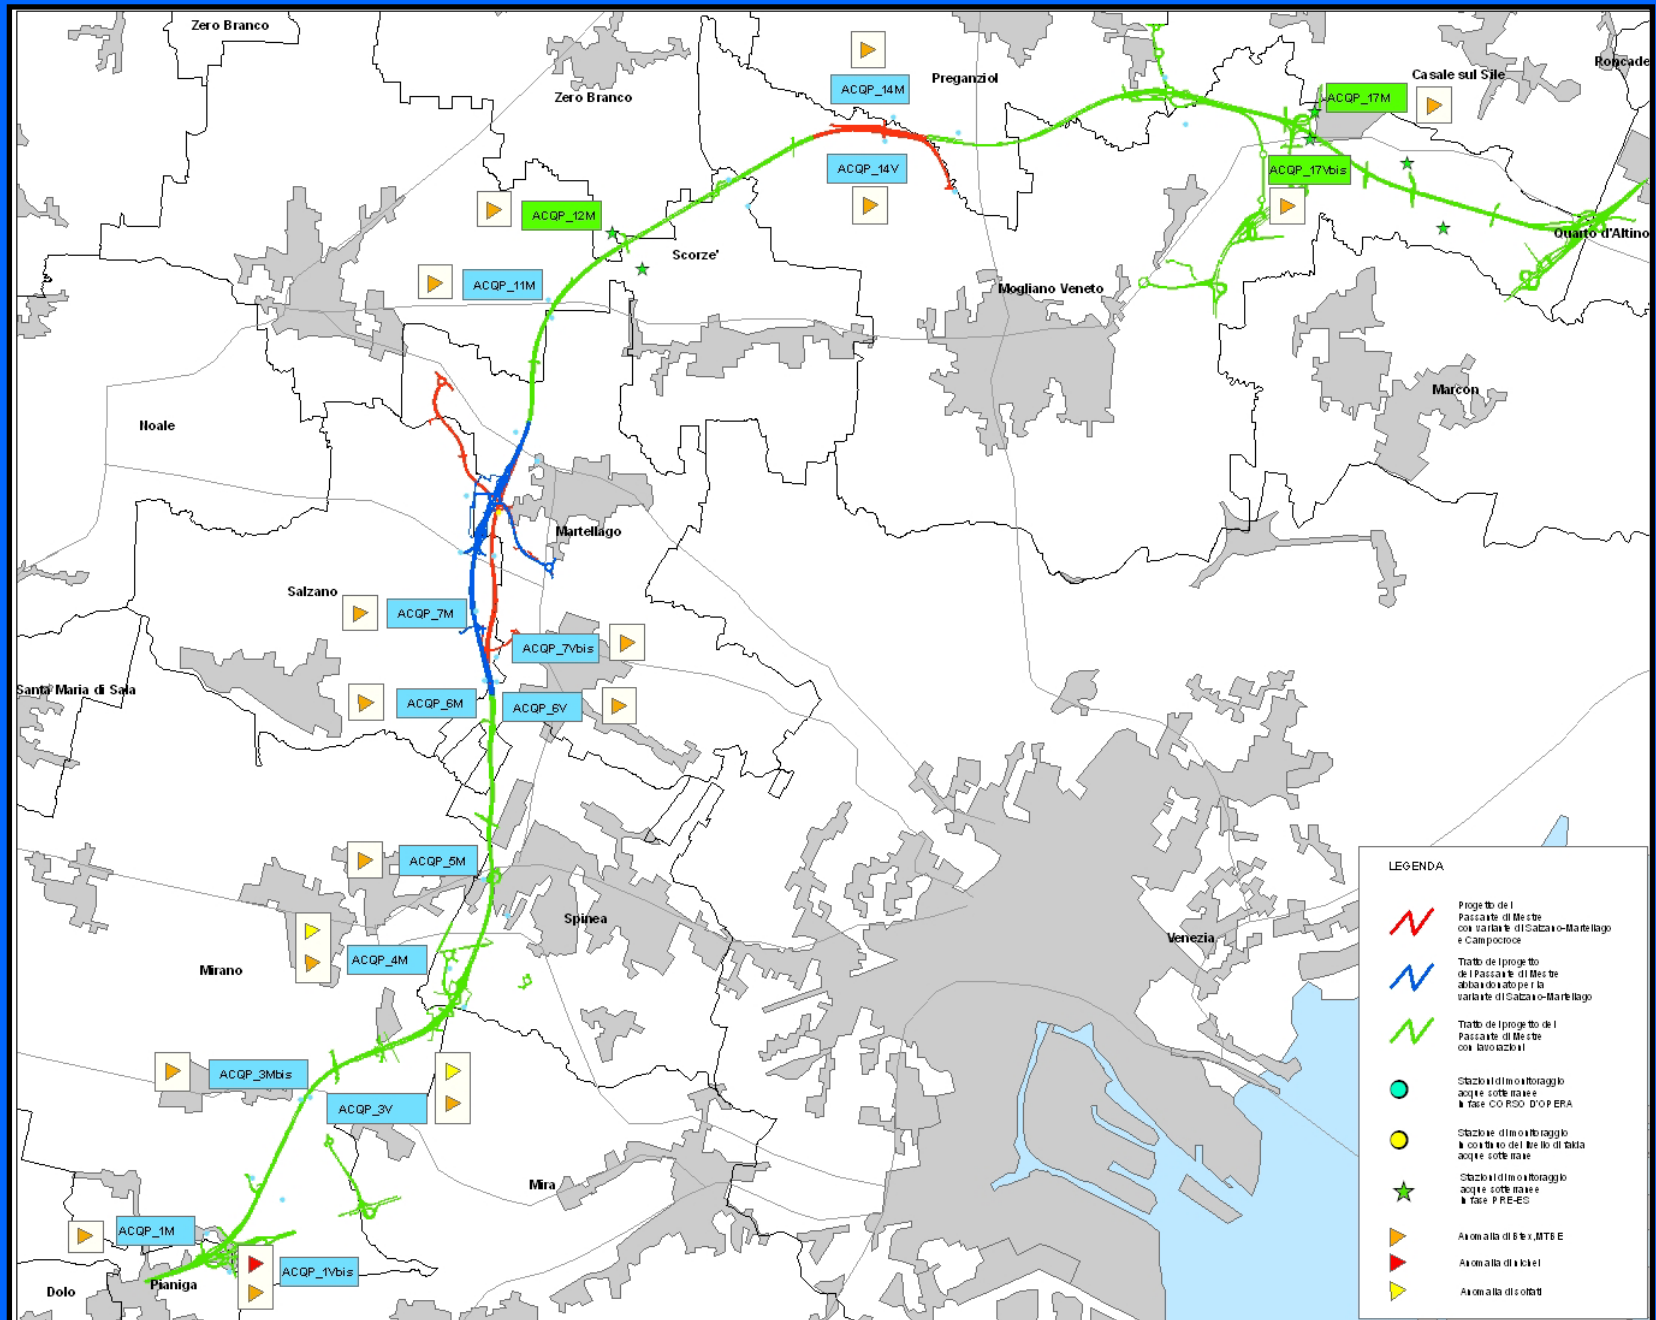 Zero Branco
Zero Branco
ACQP_14M
Preganziol
Casale sul Sile
Roncade
ACQP_17M
ACQP_14V
ACQP_17Vbis
ACQP_12M
Scorze'
Quarto d'Altino
ACQP_11M
Mogliano Veneto
Marcon
Noale
Martellago
Salzano
ACQP_7M
ACQP_7Vbis
Santa Maria di Sala
ACQP_6M
ACQP_6V
ACQP_5M
Spinea
Venezia
ACQP_4M
Mirano
ACQP_3Mbis
ACQP_3V
Mira
ACQP_1M
ACQP_1Vbis
Pianiga
Dolo
LEGENDA
Progetto del
Passante di Mestre
con variante di Salzano-Martellago
e Campocroce
Tratto del progetto
del Passante di Mestre
abbandonato per la
variante di Salzano-Martellago
Tratto del progetto del
Passante di Mestre
con lavorazioni
Stazioni di monitoraggio
acque sotterranee
in fase CORSO D'OPERA
Stazione di monitoraggio
in continuo del livello di falda
acque sotterranee
Stazioni di monitoraggio
acque sotterranee
in fase PRE-ES
Anomalia di Btex,MTBE
Anomalia di nichel
Anomalia di solfati